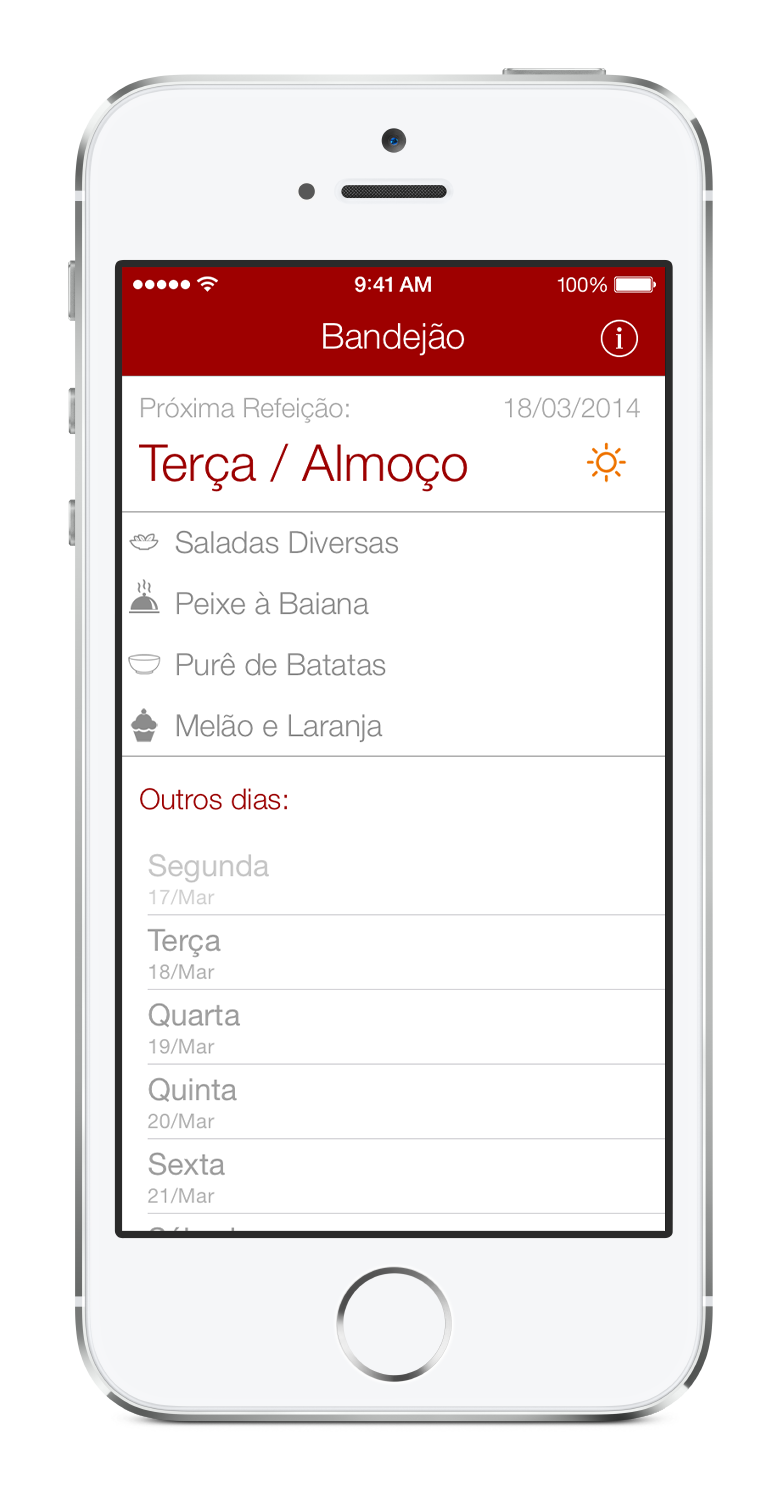 9:41 AM 100%
Bandejão
Próxima Refeição: 18/03/2014
Terça / Almoço
Saladas Diversas
Peixe à Baiana
Purê de Batatas
Melão e Laranja
Outros dias:
Segunda
17/Mar
Terça
18/Mar
Quarta
19/Mar
Quinta
20/Mar
Sexta
21/Mar